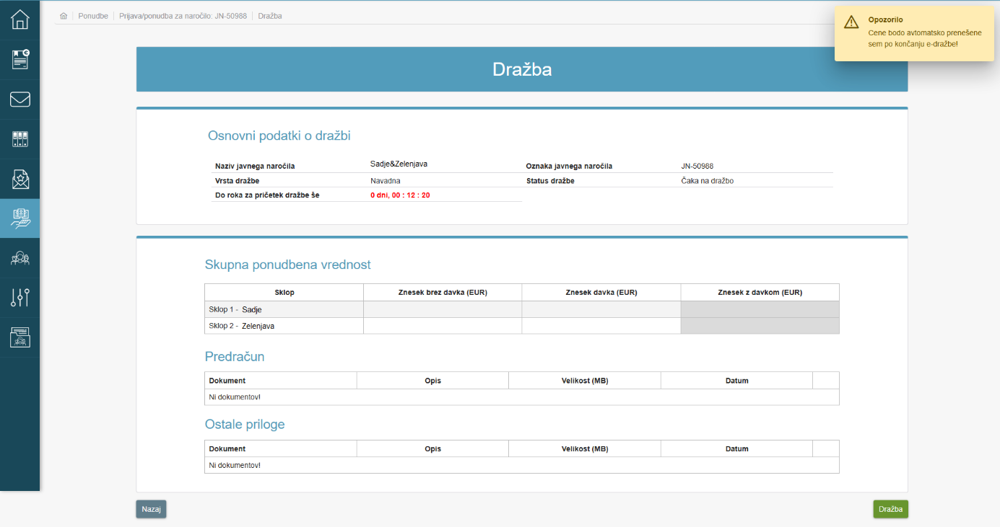 Ponudbe
Prijava/ponudba za naročilo: JN-50988
Dražba
Opozorilo
Cene bodo avtomatsko prenešene
sem po končanju e-dražbe!
Dražba
Osnovni podatki o dražbi
Naziv javnega naročila Sadje&Zelenjava Oznaka javnega naročila JN-50988
Vrsta dražbe Navadna Status dražbe Čaka na dražbo
Do roka za pričetek dražbe še 0 dni, 00 : 12 : 20
Skupna ponudbena vrednost
Sklop Znesek brez davka (EUR) Znesek davka (EUR) Znesek z davkom (EUR)
Sklop 1 - Sadje
Sklop 2 - Zelenjava
Predračun
Dokument Opis Velikost (MB) Datum
Ni dokumentov!
Ostale priloge
Dokument Opis Velikost (MB) Datum
Ni dokumentov!
Nazaj
Dražba